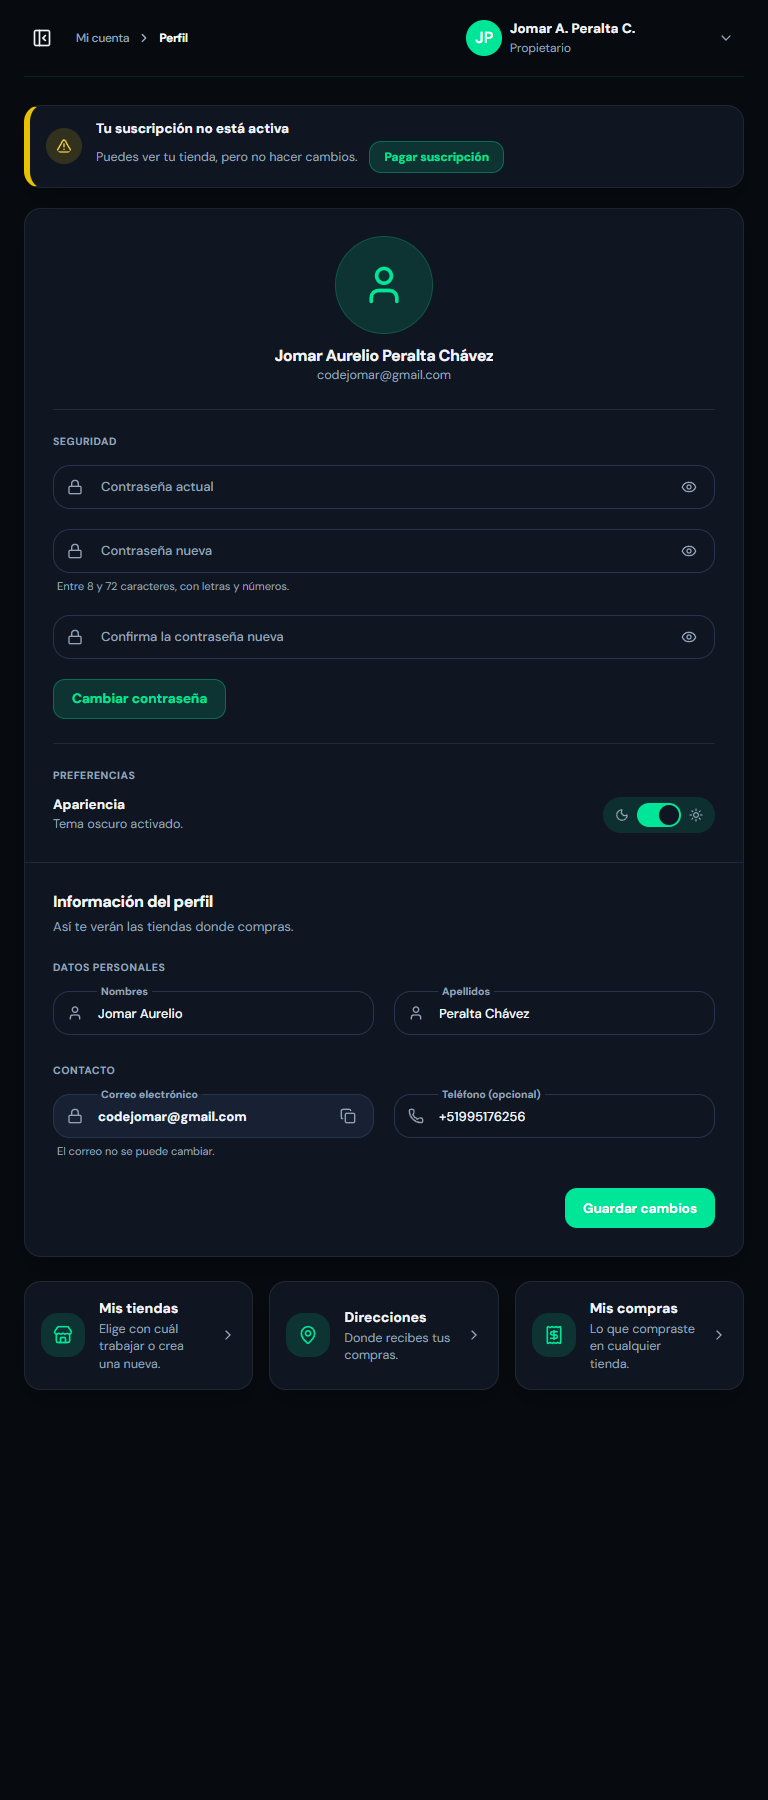 Mi cuenta > Perfil
JP
Jomar A. Peralta C.
Propietario
Tu suscripción no está activa
Puedes ver tu tienda, pero no hacer cambios.
Pagar suscripción
Jomar Aurelio Peralta Chávez
codejomar@gmail.com
SEGURIDAD
Contraseña actual
Contraseña nueva
Entre 8 y 72 caracteres, con letras y números.
Confirma la contraseña nueva
Cambiar contraseña
PREFERENCIAS
Apariencia
Tema oscuro activado.
Información del perfil
Así te verán las tiendas donde compras.
DATOS PERSONALES
Nombres
Jomar Aurelio
Apellidos
Peralta Chávez
CONTACTO
Correo electrónico
codejomar@gmail.com
El correo no se puede cambiar.
Teléfono (opcional)
+51995176256
Guardar cambios
Mis tiendas
Elige con cuál
trabajar o crea
una nueva.
Direcciones
Donde recibes tus
compras.
Mis compras
Lo que compraste
en cualquier
tienda.